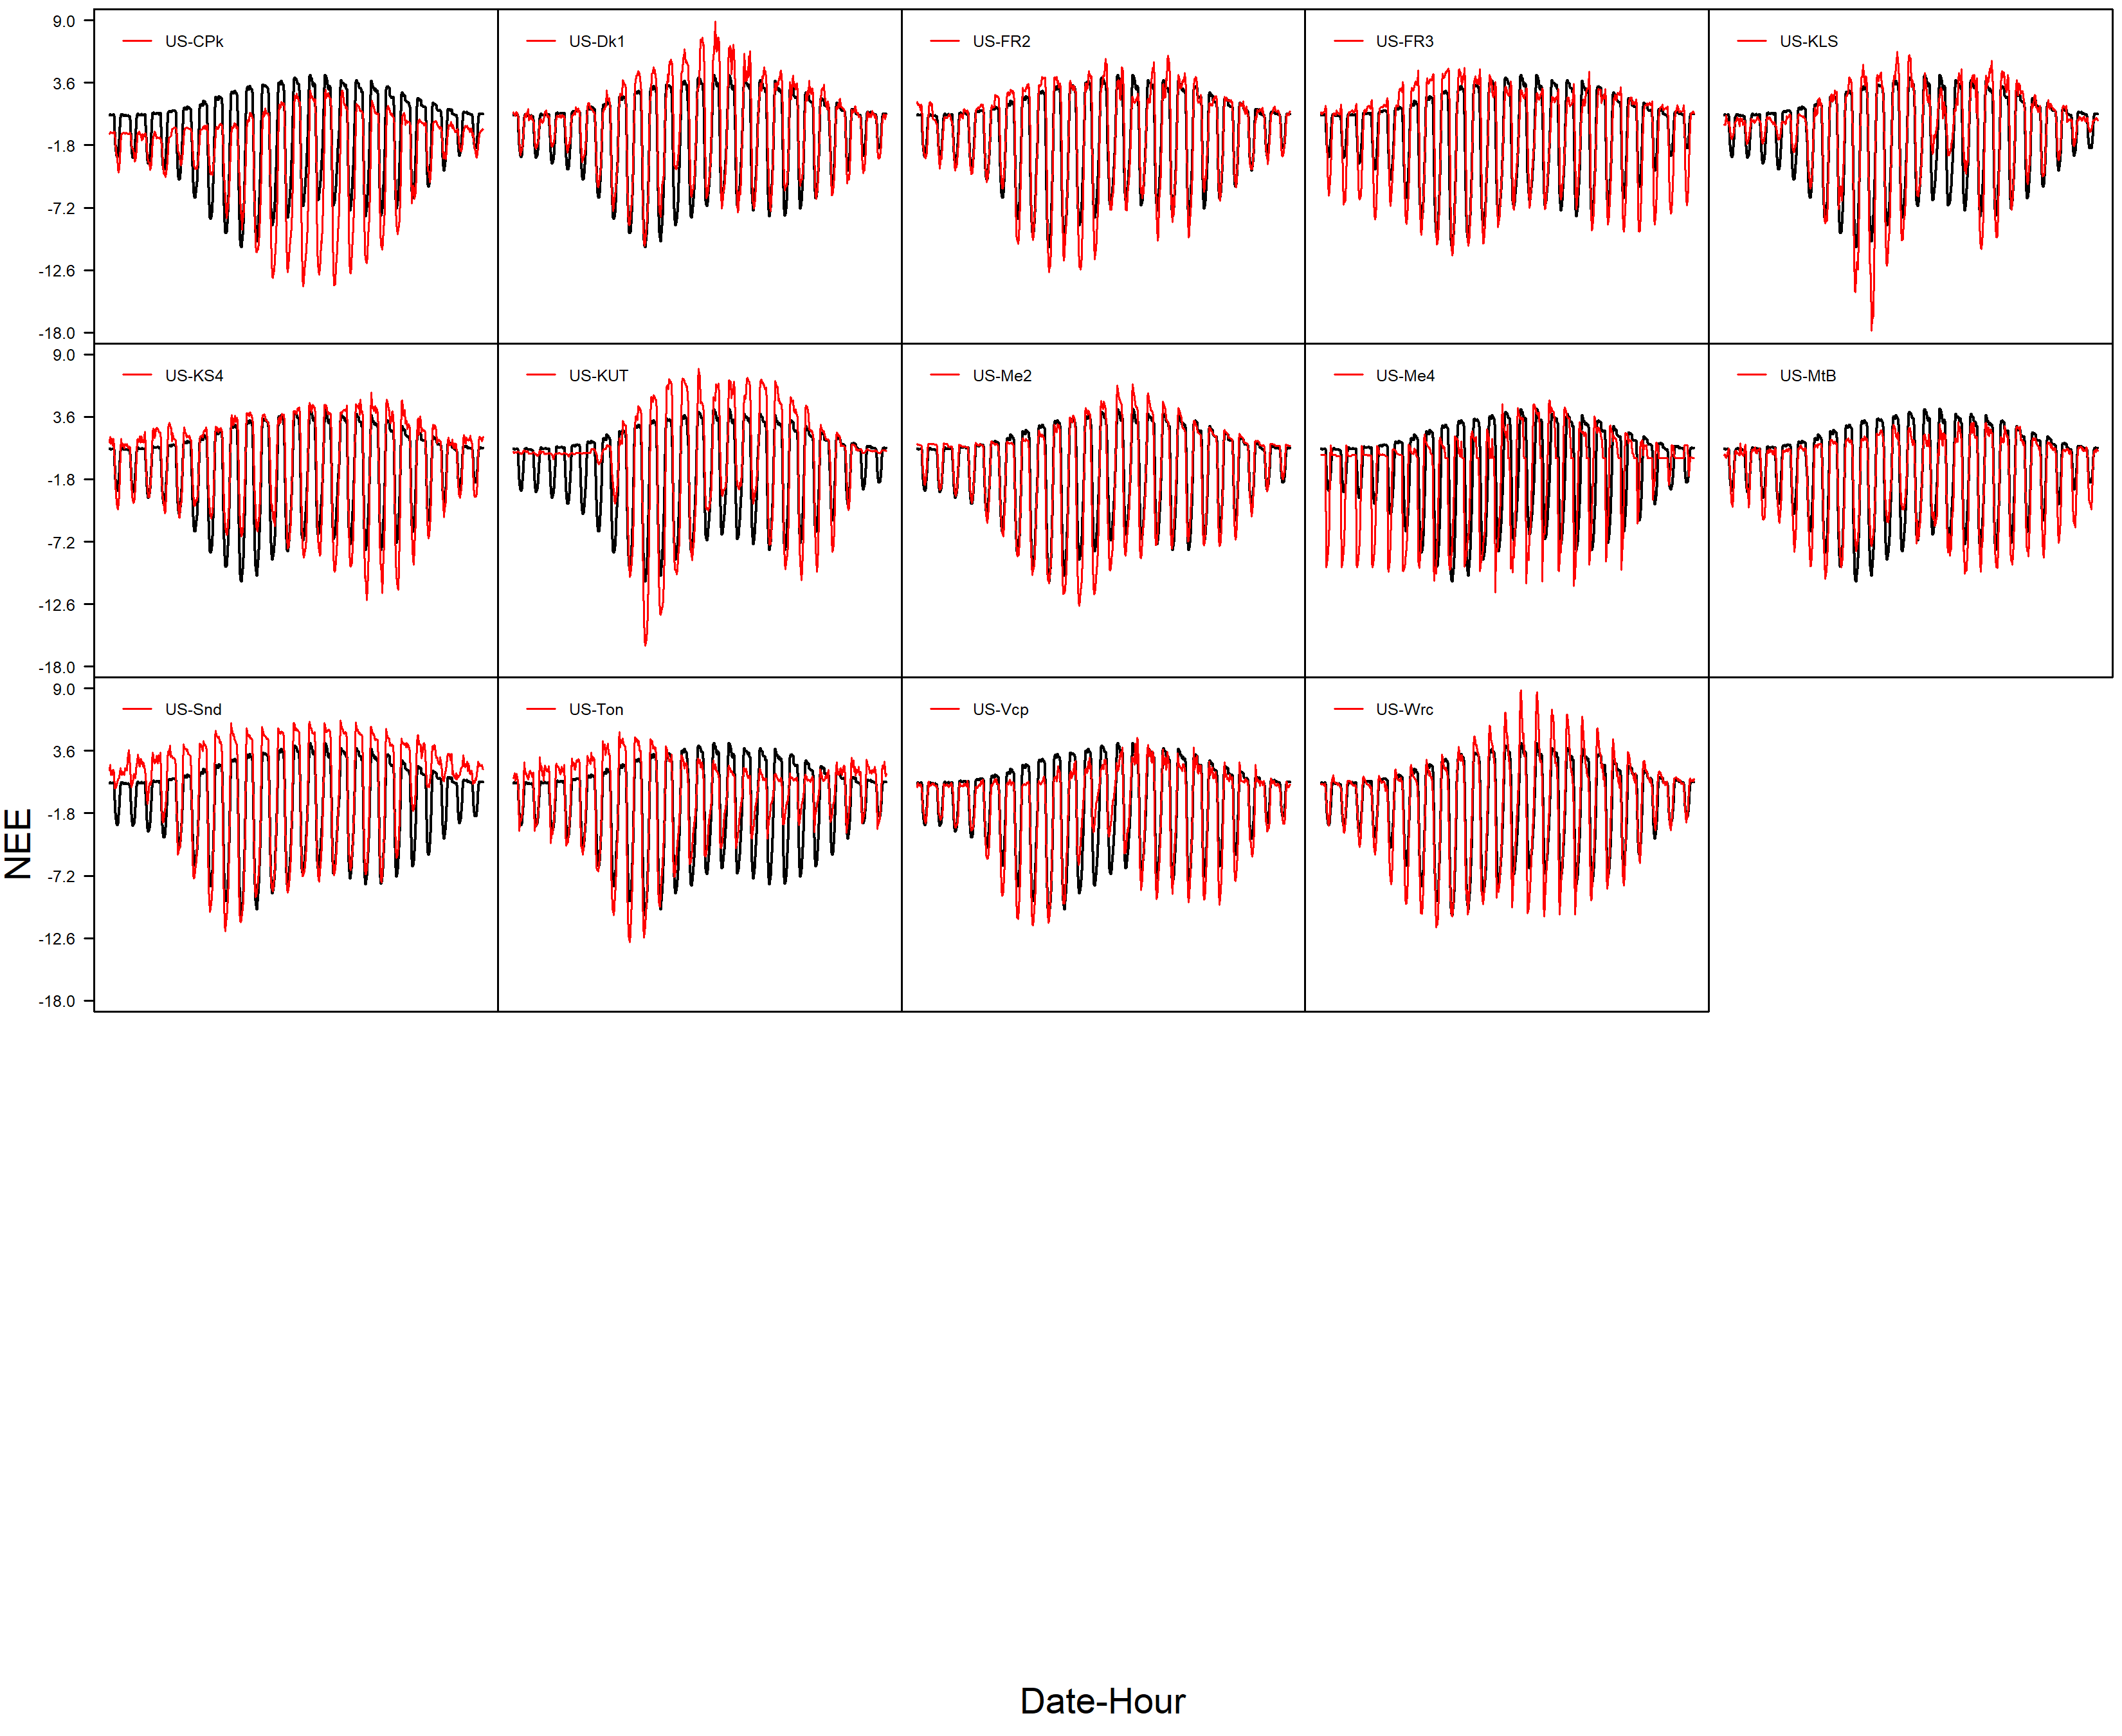 9.0
3.6
-1.8
-7.2
-12.6
-18.0
US-CPk
US-Dk1
US-FR2
US-FR3
US-KLS
9.0
3.6
-1.8
-7.2
-12.6
-18.0
US-KS4
US-KUT
US-Me2
US-Me4
US-MtB
9.0
3.6
-1.8
-7.2
-12.6
-18.0
US-Snd
US-Ton
US-Vcp
US-Wrc
NEE
Date-Hour